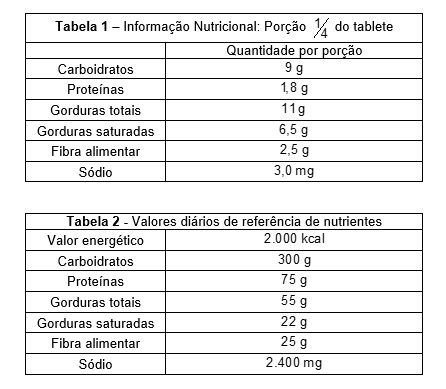 Tabela 1 – Informação Nutricional: Porção 1/4 do tablete
Quantidade por porção
Carboidratos 9 g
Proteínas 1,8 g
Gorduras totais 11g
Gorduras saturadas 6,5 g
Fibra alimentar 2,5 g
Sódio 3,0 mg
Tabela 2 - Valores diários de referência de nutrientes
Valor energético 2.000 kcal
Carboidratos 300 g
Proteínas 75 g
Gorduras totais 55 g
Gorduras saturadas 22 g
Fibra alimentar 25 g
Sódio 2.400 mg